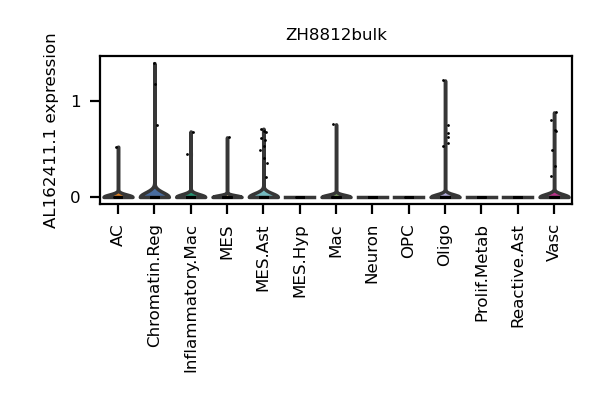 ZH8812bulk
AL162411.1 expression
1
0
AC
Chromatin.Reg
Inflammatory.Mac
MES
MES.Ast
MES.Hyp
Mac
Neuron
OPC
Oligo
Prolif.Metab
Reactive.Ast
Vasc